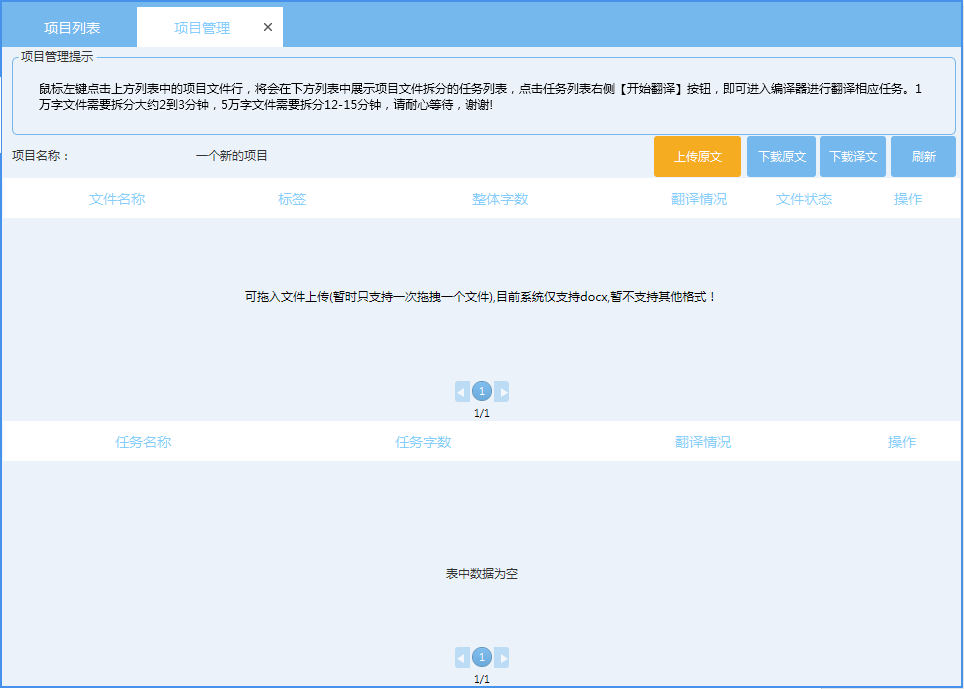 项目列表 项目管理 ×
项目管理提示
鼠标左键点击上方列表中的项目文件行，将会在下方列表中展示项目文件拆分的任务列表，点击任务列表右侧【开始翻译】按钮，即可进入编译器进行翻译相应任务。1
万字文件需要拆分大约2到3分钟，5万字文件需要拆分12-15分钟，请耐心等待，谢谢!
项目名称： 一个新的项目 上传原文 下载原文 下载译文 刷新
文件名称 标签 整体字数 翻译情况 文件状态 操作
可拖入文件上传(暂时只支持一次拖拽一个文件),目前系统仅支持docx,暂不支持其他格式！
1
1/1
任务名称 任务字数 翻译情况 操作
表中数据为空
1
1/1